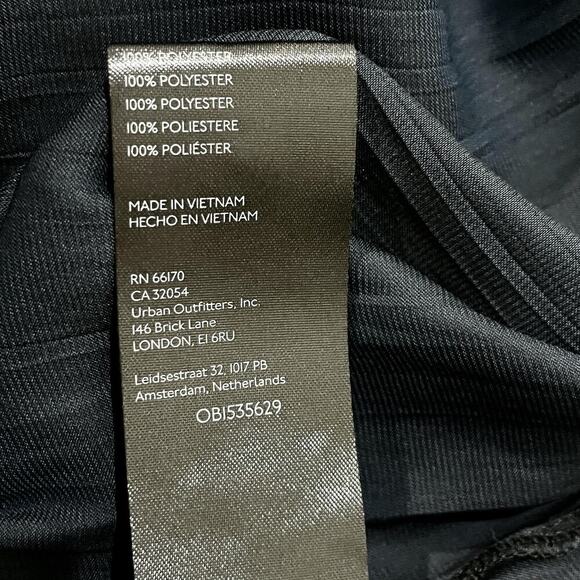 100% POLYESTER
100% POLYESTER
100% POLYESTER
100% POLIESTERE
100% POLIÉSTER
MADE IN VIETNAM
HECHO EN VIETNAM
RN 66170
CA 32054
Urban Outfitters, Inc.
146 Brick Lane
LONDON, E1 6RU
Leidsestraat 32, 1017 PB
Amsterdam, Netherlands
OB1535629